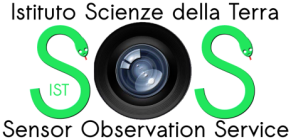 Istituto Scienze della Terra
SOS
IST
Sensor Observation Service